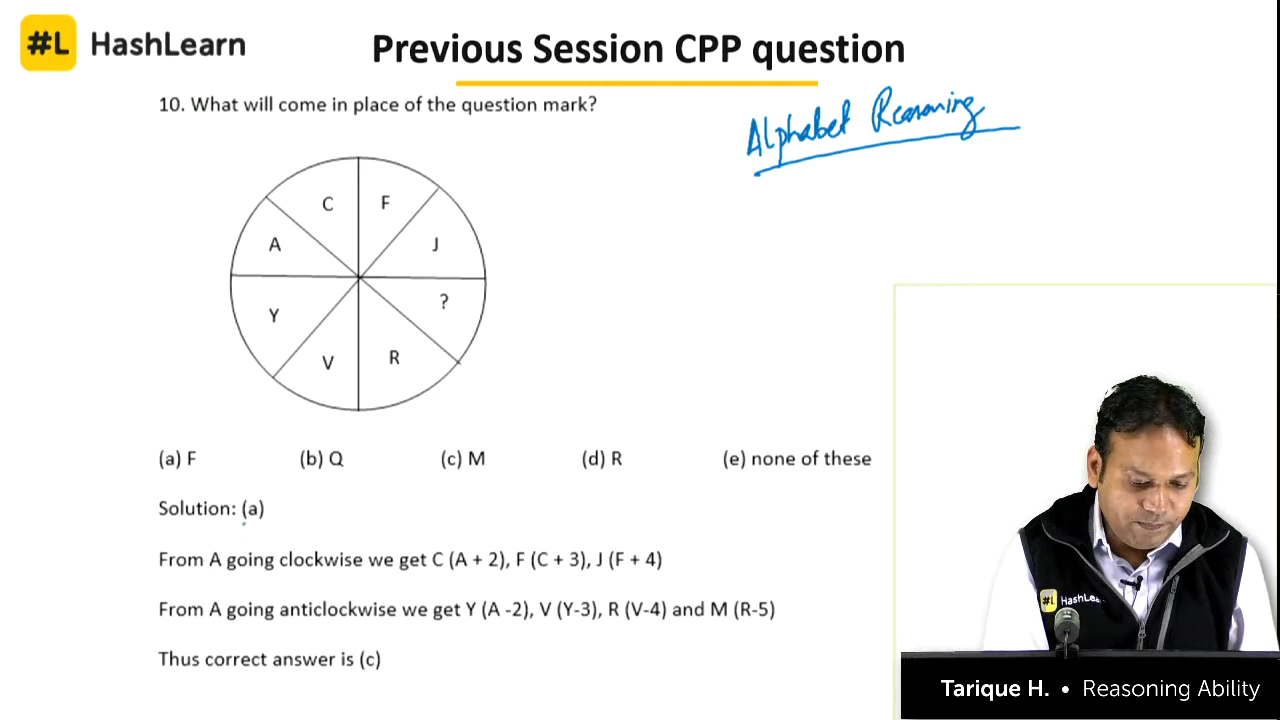 #L HashLearn
Previous Session CPP question
10. What will come in place of the question mark?
Alphabet Reasoning
C F
A J
Y ?
V R
(a) F (b) Q (c) M (d) R (e) none of these
Solution: (a)
From A going clockwise we get C (A + 2), F (C + 3), J (F + 4)
From A going anticlockwise we get Y (A -2), V (Y-3), R (V-4) and M (R-5)
Thus correct answer is (c)
#L HashLea
Tarique H. • Reasoning Ability